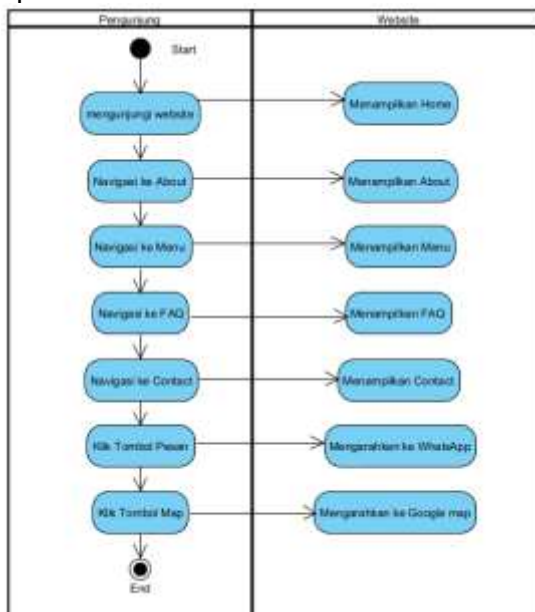 Pengunjung
Website
Start
mengunjungi website
Menampilkan Home
Navigasi ke About
Menampilkan About
Navigasi ke Menu
Menampilkan Menu
Navigasi ke FAQ
Menampilkan FAQ
Navigasi ke Contact
Menampilkan Contact
Klik Tombol Pesan
Mengarahkan ke WhatsApp
Klik Tombol Map
Mengarahkan ke Google map
End